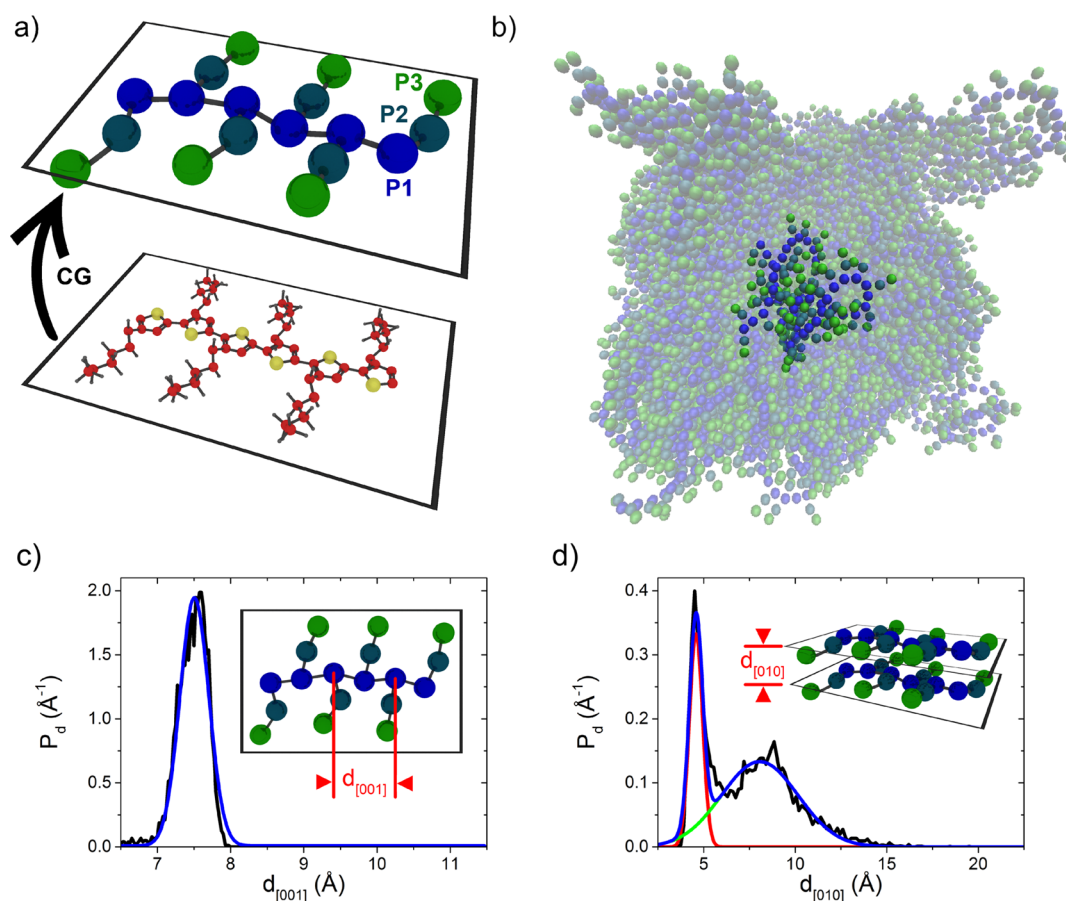 a)
P3
P2
P1
CG
b)
c)
2.0
1.5
1.0
0.5
0.0
P_d (Å⁻¹)
7 8 9 10 11
d_[001] (Å)
d_[001]
d)
0.4
0.3
0.2
0.1
0.0
P_d (Å⁻¹)
5 10 15 20
d_[010] (Å)
d_[010]